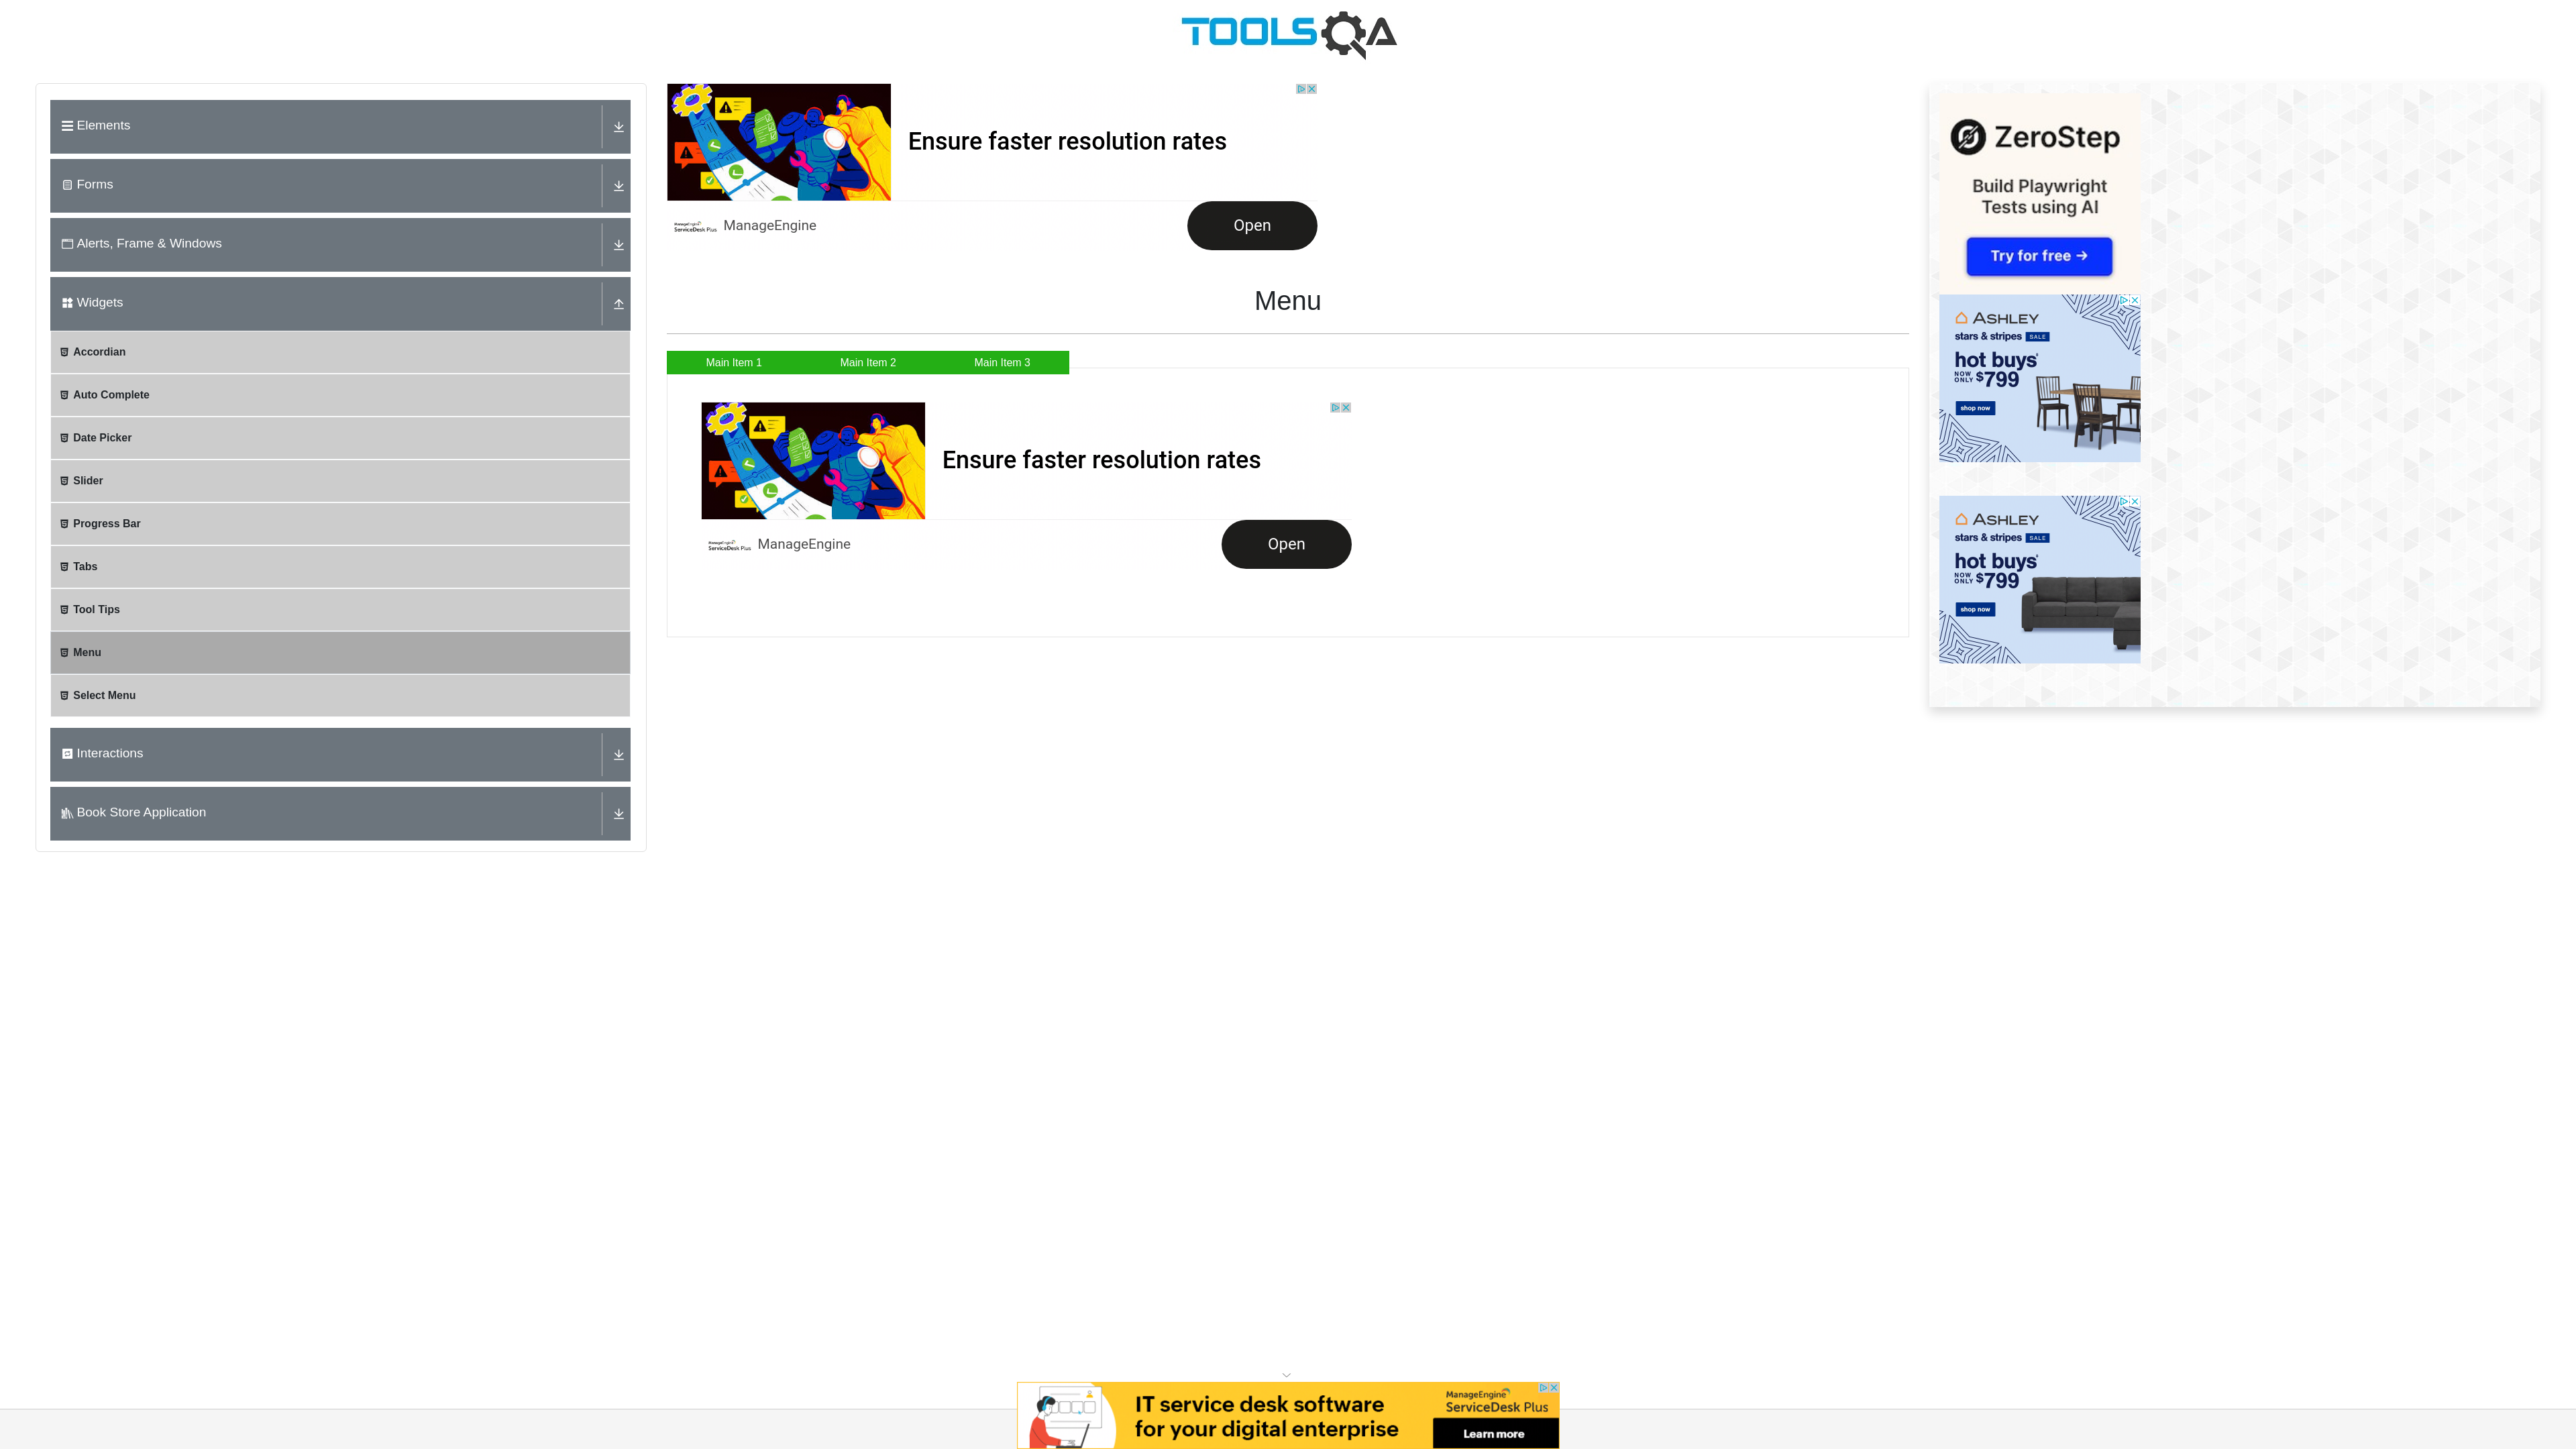 TOOLSQA
Elements
Forms
Alerts, Frame & Windows
Widgets
Accordian
Auto Complete
Date Picker
Slider
Progress Bar
Tabs
Tool Tips
Menu
Select Menu
Interactions
Book Store Application
Ensure faster resolution rates
ManageEngine
ServiceDesk Plus
ManageEngine
Open
Menu
Main Item 1
Main Item 2
Main Item 3
Ensure faster resolution rates
ManageEngine
ServiceDesk Plus
ManageEngine
Open
ZeroStep
Build Playwright
Tests using AI
Try for free →
ASHLEY
stars & stripes SALE
hot buys*
NOW ONLY $799
shop now
ASHLEY
stars & stripes SALE
hot buys*
NOW ONLY $799
shop now
IT service desk software
for your digital enterprise
ManageEngine
ServiceDesk Plus
Learn more